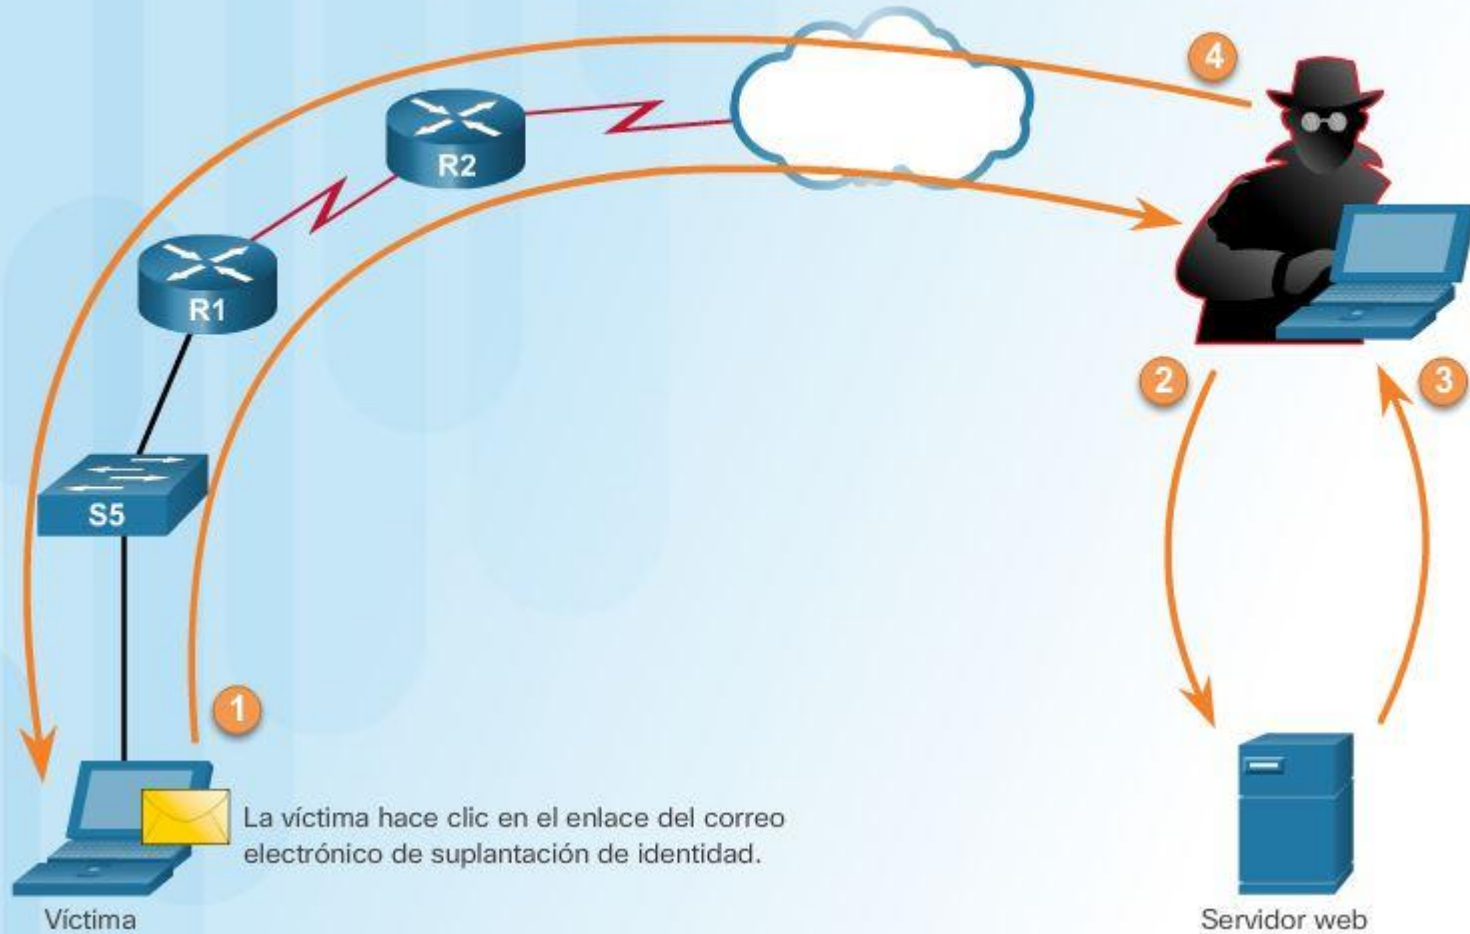 4
R2
R1
2
3
S5
1
La víctima hace clic en el enlace del correo
electrónico de suplantación de identidad.
Víctima
Servidor web